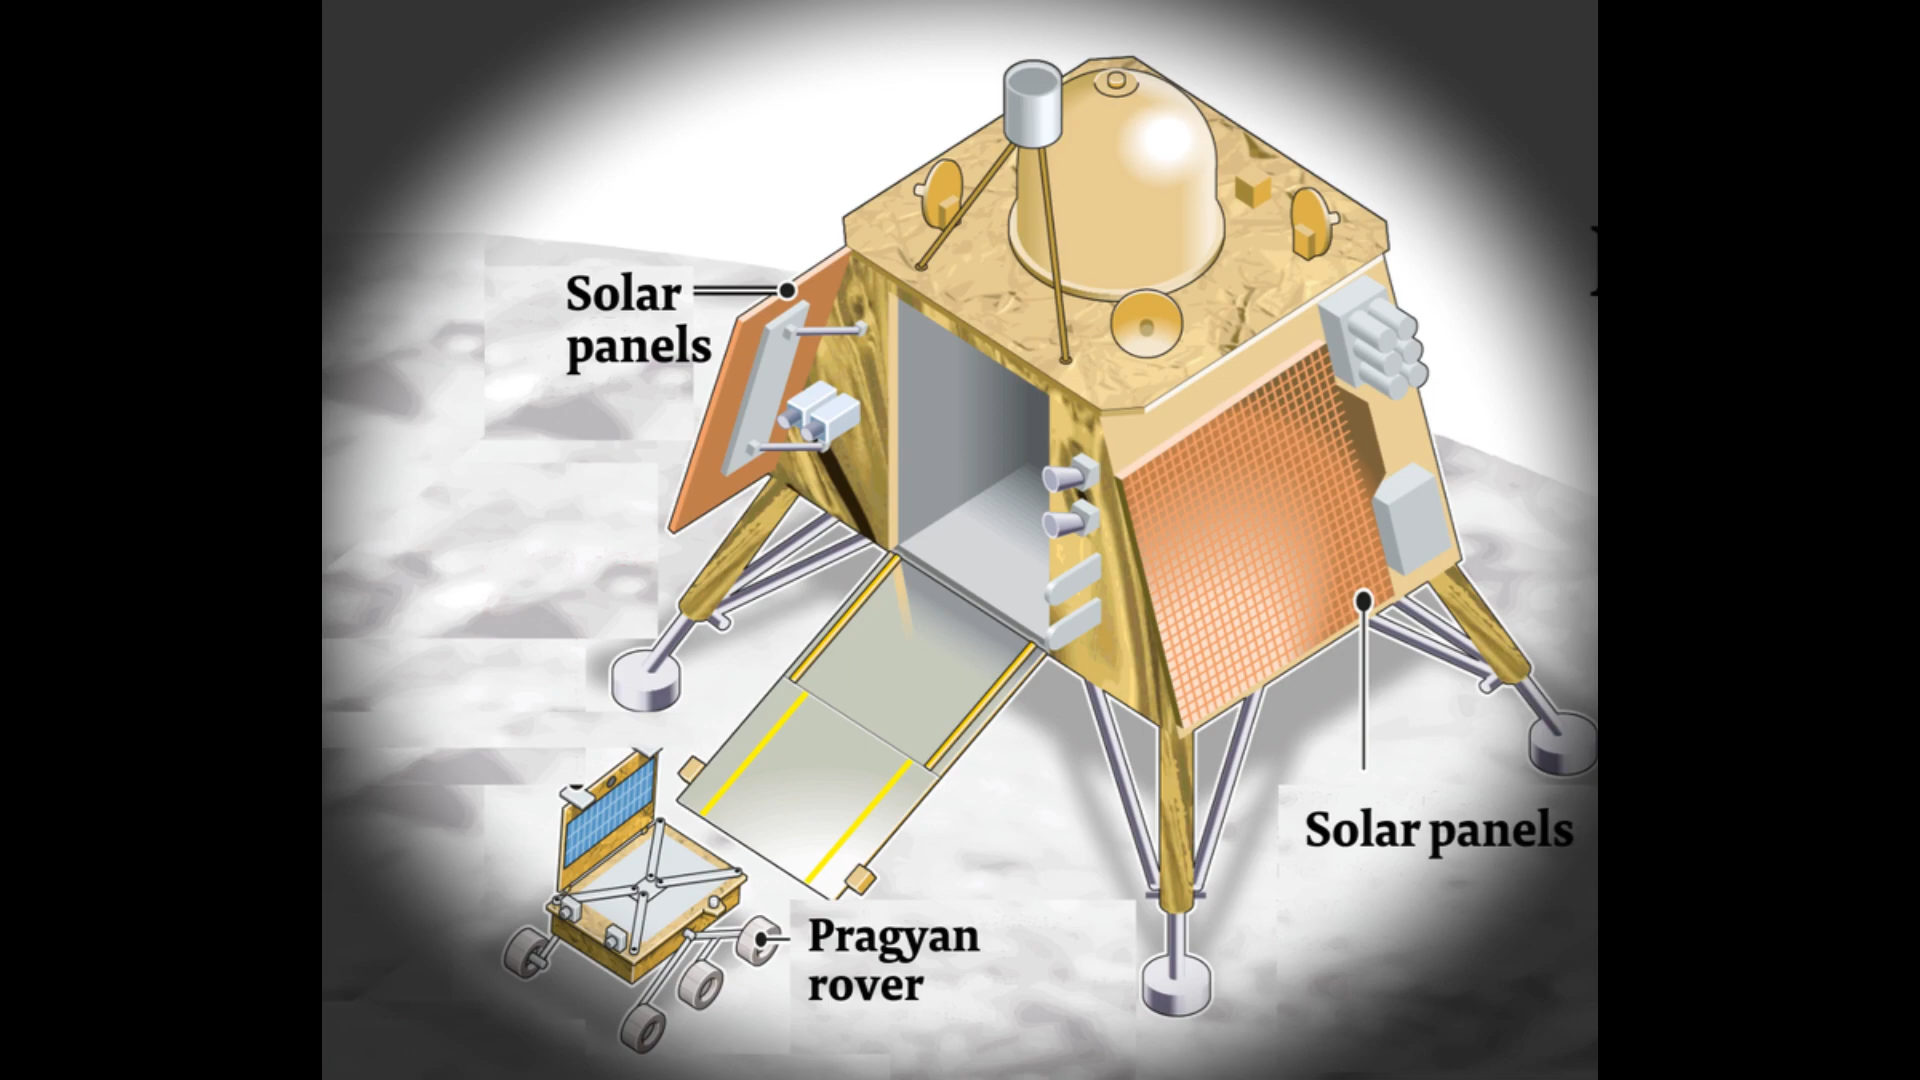 Solar
panels
Solar panels
Pragyan
rover